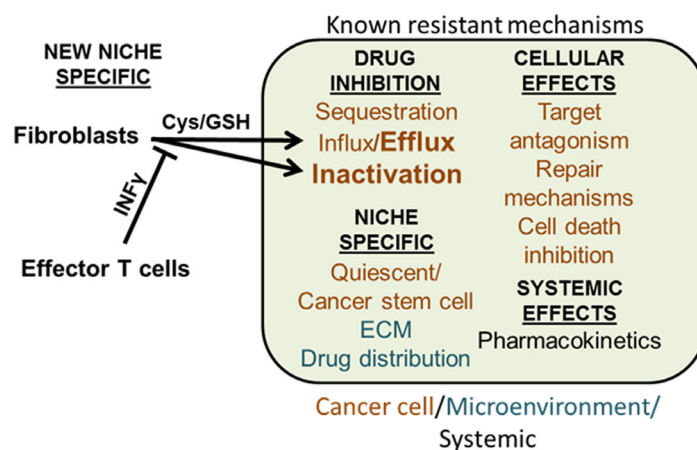 Known resistant mechanisms
NEW NICHE
SPECIFIC
Fibroblasts
Cys/GSH
INFγ
Effector T cells
DRUG
INHIBITION
Sequestration
Influx/Efflux
Inactivation
NICHE
SPECIFIC
Quiescent/
Cancer stem cell
ECM
Drug distribution
CELLULAR
EFFECTS
Target
antagonism
Repair
mechanisms
Cell death
inhibition
SYSTEMIC
EFFECTS
Pharmacokinetics
Cancer cell/Microenvironment/
Systemic